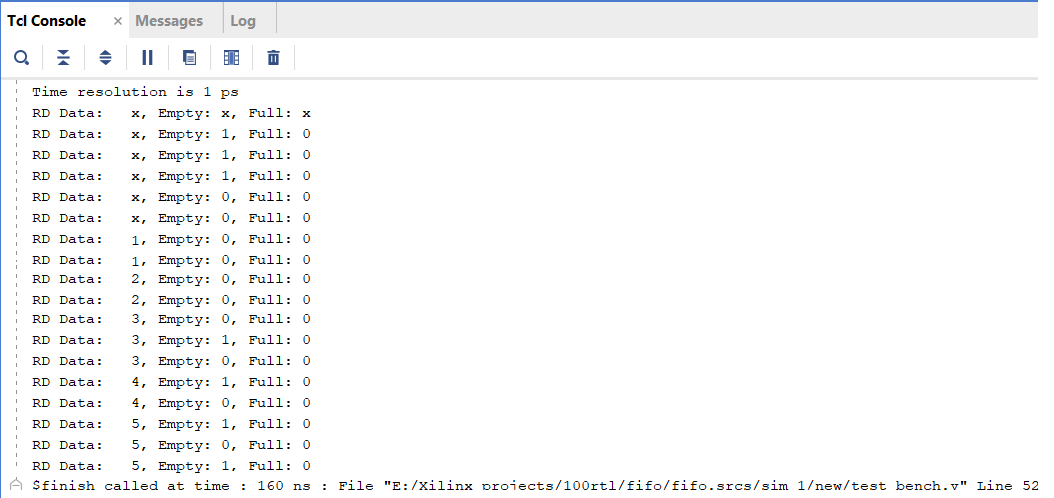 Tcl Console × Messages Log
Time resolution is 1 ps
RD Data:   x, Empty: x, Full: x
RD Data:   x, Empty: 1, Full: 0
RD Data:   x, Empty: 1, Full: 0
RD Data:   x, Empty: 1, Full: 0
RD Data:   x, Empty: 0, Full: 0
RD Data:   x, Empty: 0, Full: 0
RD Data:   1, Empty: 0, Full: 0
RD Data:   1, Empty: 0, Full: 0
RD Data:   2, Empty: 0, Full: 0
RD Data:   2, Empty: 0, Full: 0
RD Data:   3, Empty: 0, Full: 0
RD Data:   3, Empty: 1, Full: 0
RD Data:   3, Empty: 0, Full: 0
RD Data:   4, Empty: 1, Full: 0
RD Data:   4, Empty: 0, Full: 0
RD Data:   5, Empty: 1, Full: 0
RD Data:   5, Empty: 0, Full: 0
RD Data:   5, Empty: 1, Full: 0
$finish called at time : 160 ns : File "E:/Xilinx_projects/100rtl/fifo/fifo.srcs/sim_1/new/test_bench.v" Line 52